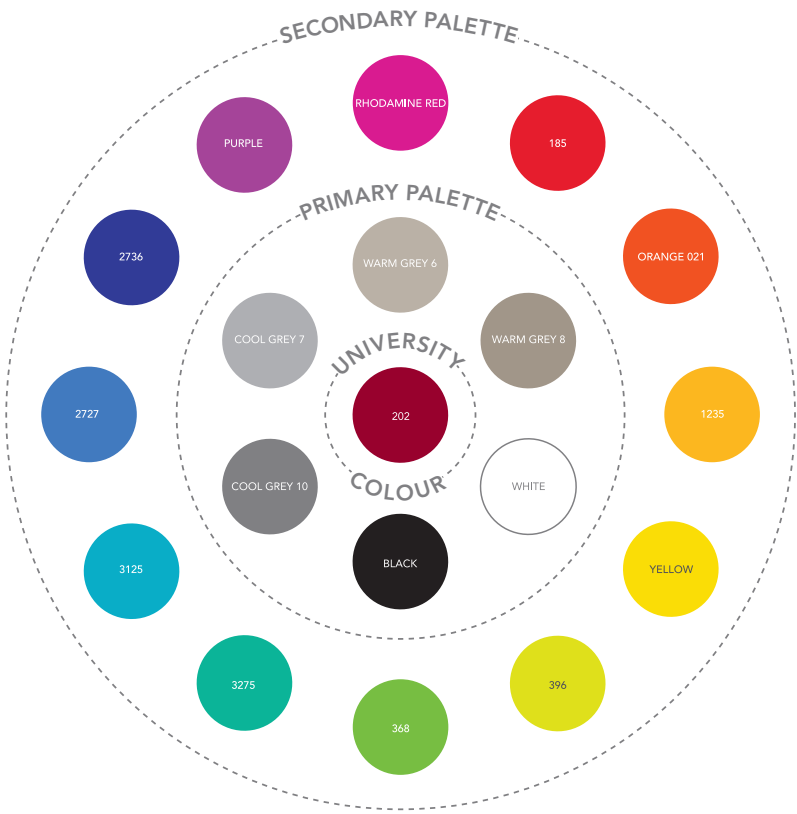 SECONDARY PALETTE
RHODAMINE RED
PURPLE
185
PRIMARY PALETTE
2736
WARM GREY 6
ORANGE 021
COOL GREY 7
WARM GREY 8
UNIVERSITY
2727
202
1235
COOL GREY 10
COLOUR
WHITE
3125
BLACK
YELLOW
3275
396
368